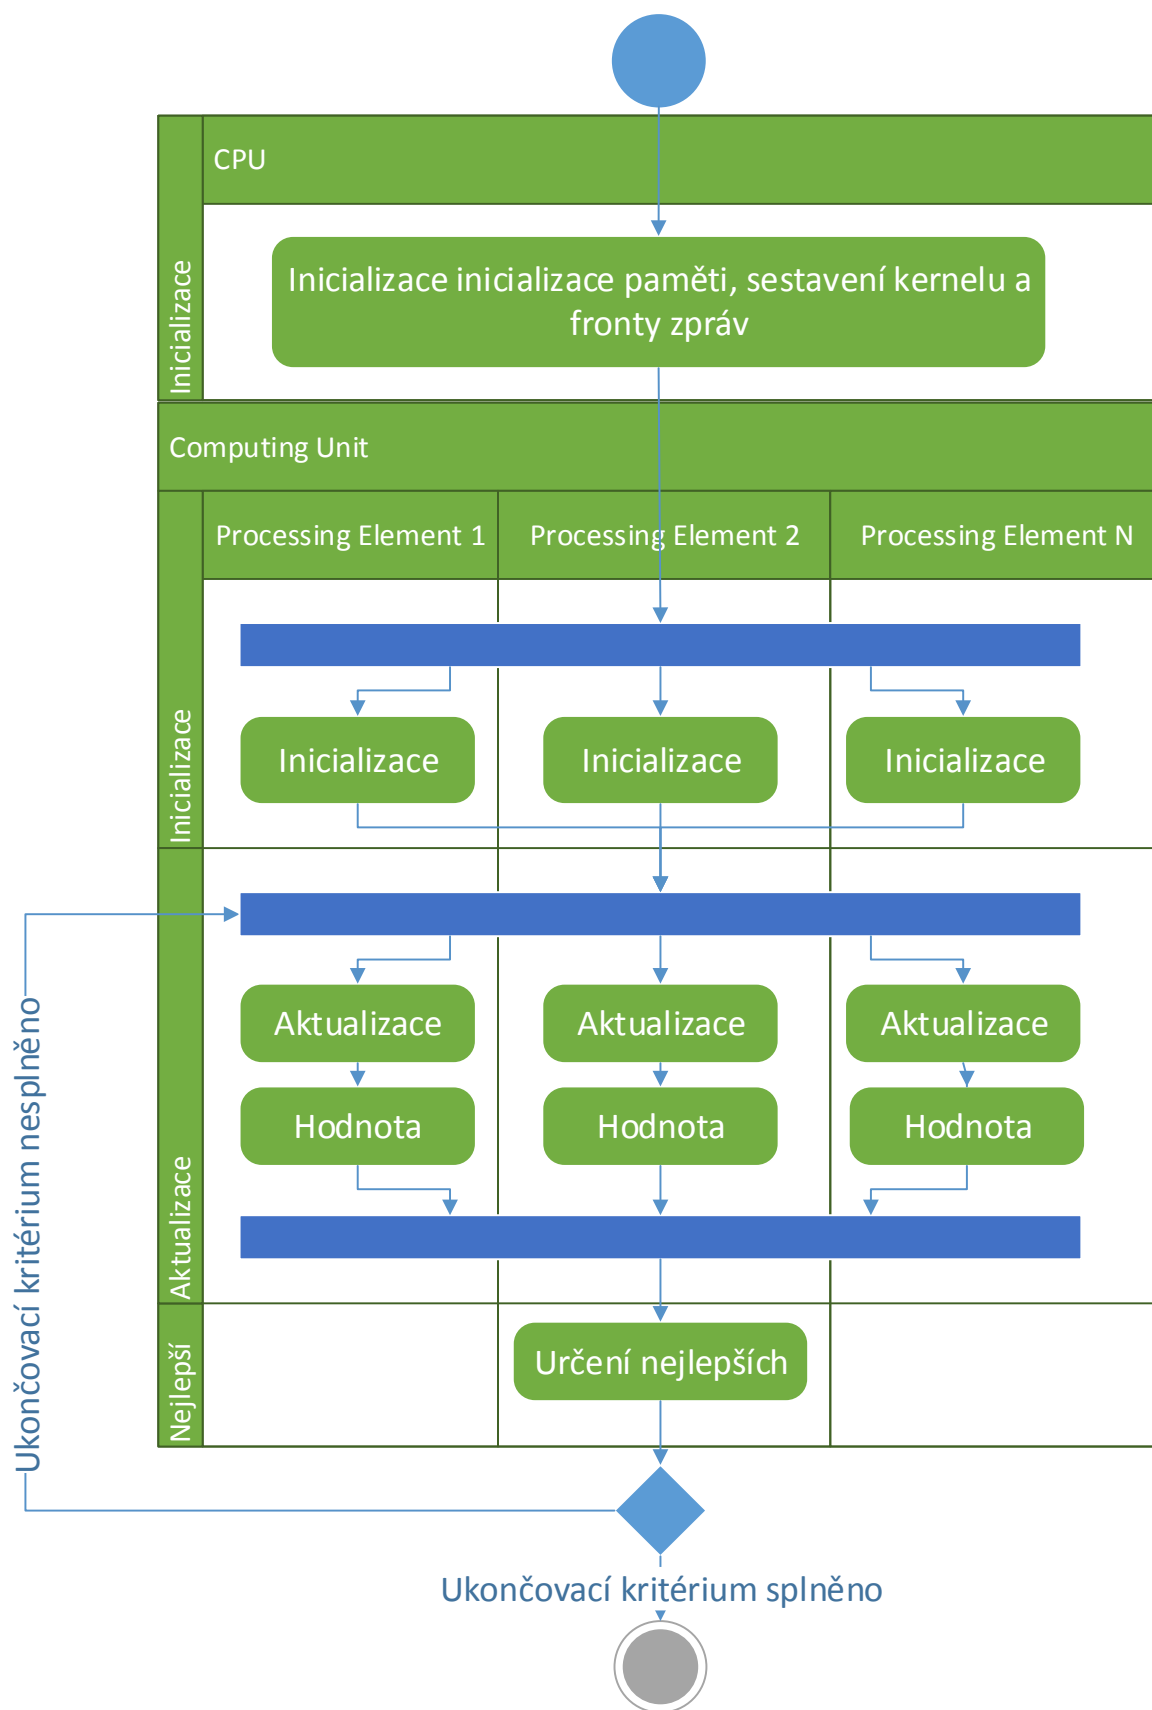 CPU
Inicializace
Inicializace inicializace paměti, sestavení kernelu a
fronty zpráv
Computing Unit
Processing Element 1
Processing Element 2
Processing Element N
Inicializace
Inicializace
Inicializace
Inicializace
Aktualizace
Aktualizace
Aktualizace
Aktualizace
Hodnota
Hodnota
Hodnota
Nejlepší
Určení nejlepších
Ukončovací kritérium nesplněno
Ukončovací kritérium splněno